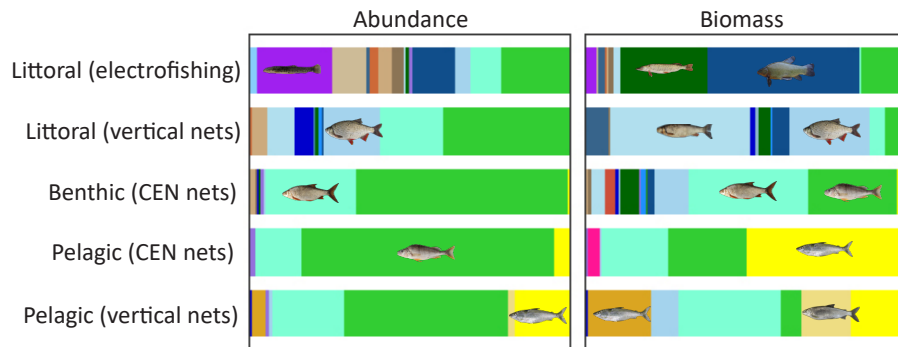 Abundance
Biomass
Littoral (electrofishing)
Littoral (vertical nets)
Benthic (CEN nets)
Pelagic (CEN nets)
Pelagic (vertical nets)